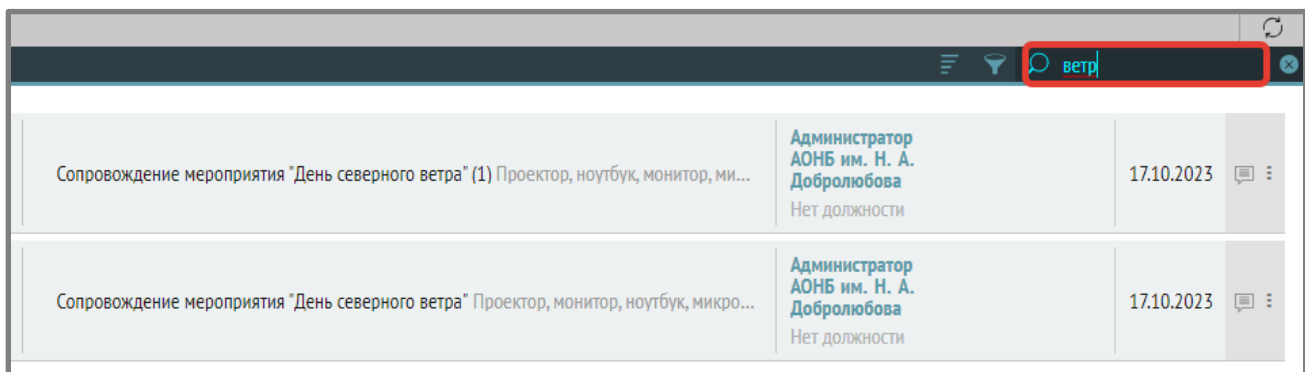 ветр
Сопровождение мероприятия "День северного ветра" (1) Проектор, ноутбук, монитор, ми...
Администратор
АОНБ им. Н. А.
Добролюбова
Нет должности
17.10.2023
Сопровождение мероприятия "День северного ветра" Проектор, монитор, ноутбук, микро...
Администратор
АОНБ им. Н. А.
Добролюбова
Нет должности
17.10.2023